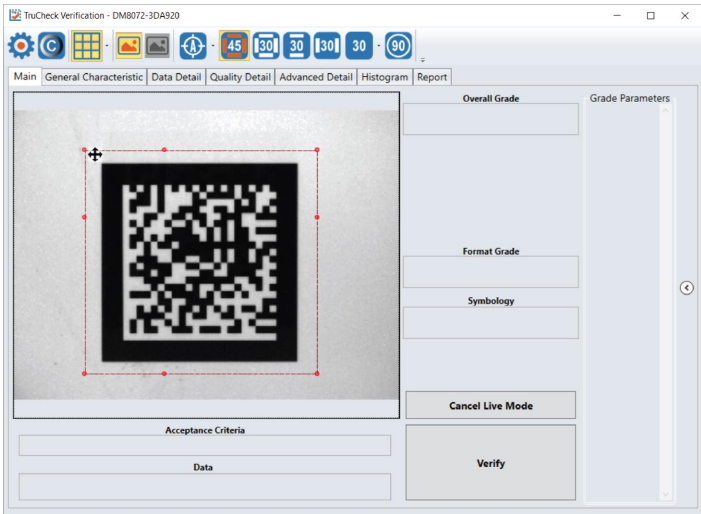 TruCheck Verification - DM8072-3DA920
C A 45 30 30 30 30 90
Main General Characteristic Data Detail Quality Detail Advanced Detail Histogram Report
Overall Grade
Grade Parameters
Format Grade
Symbology
Cancel Live Mode
Acceptance Criteria
Data
Verify